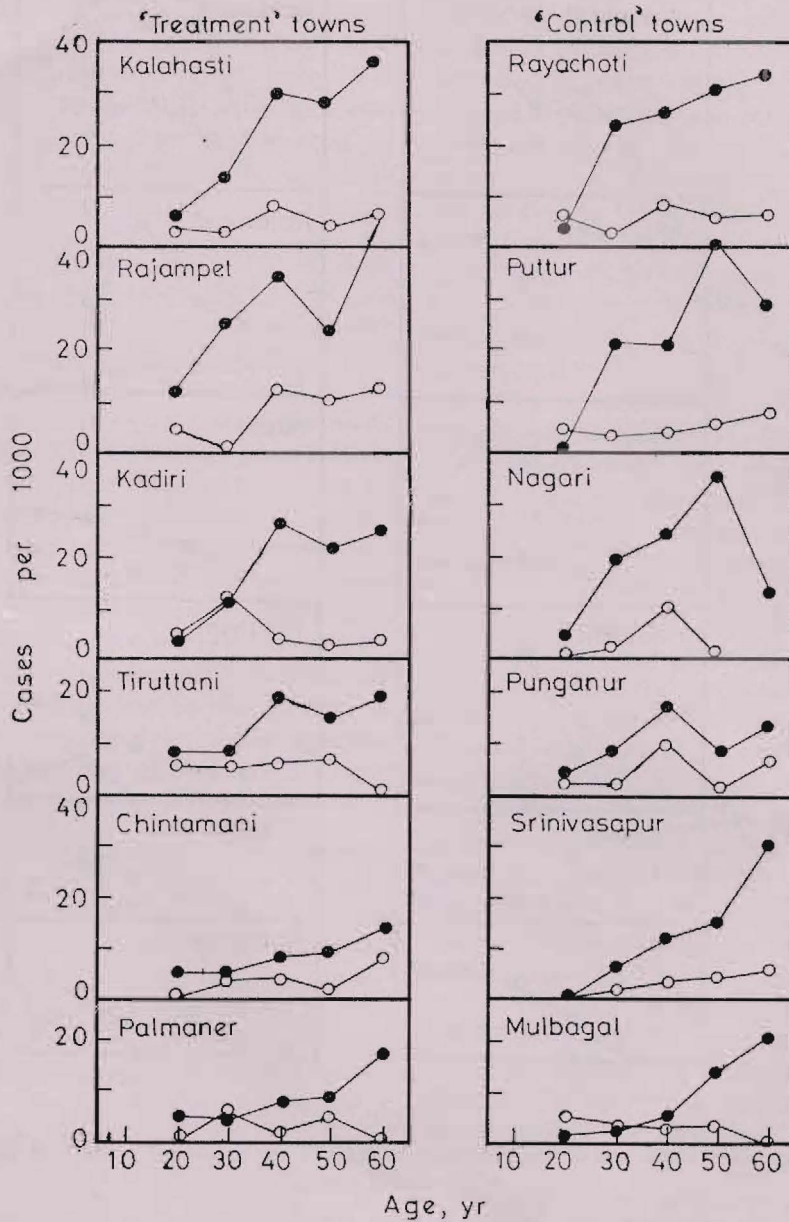 ‘Treatment’ towns ‘Control’ towns
40
Kalahasti Rayachoti
20
0
40
Rajampet Puttur
20
0
40
Kadiri Nagari
20
0
Tiruttani Punganur
20
0
40
Chintamani Srinivasapur
20
0
Palmaner Mulbagal
20
0
10 20 30 40 50 60 10 20 30 40 50 60
Age, yr
Cases per 1000